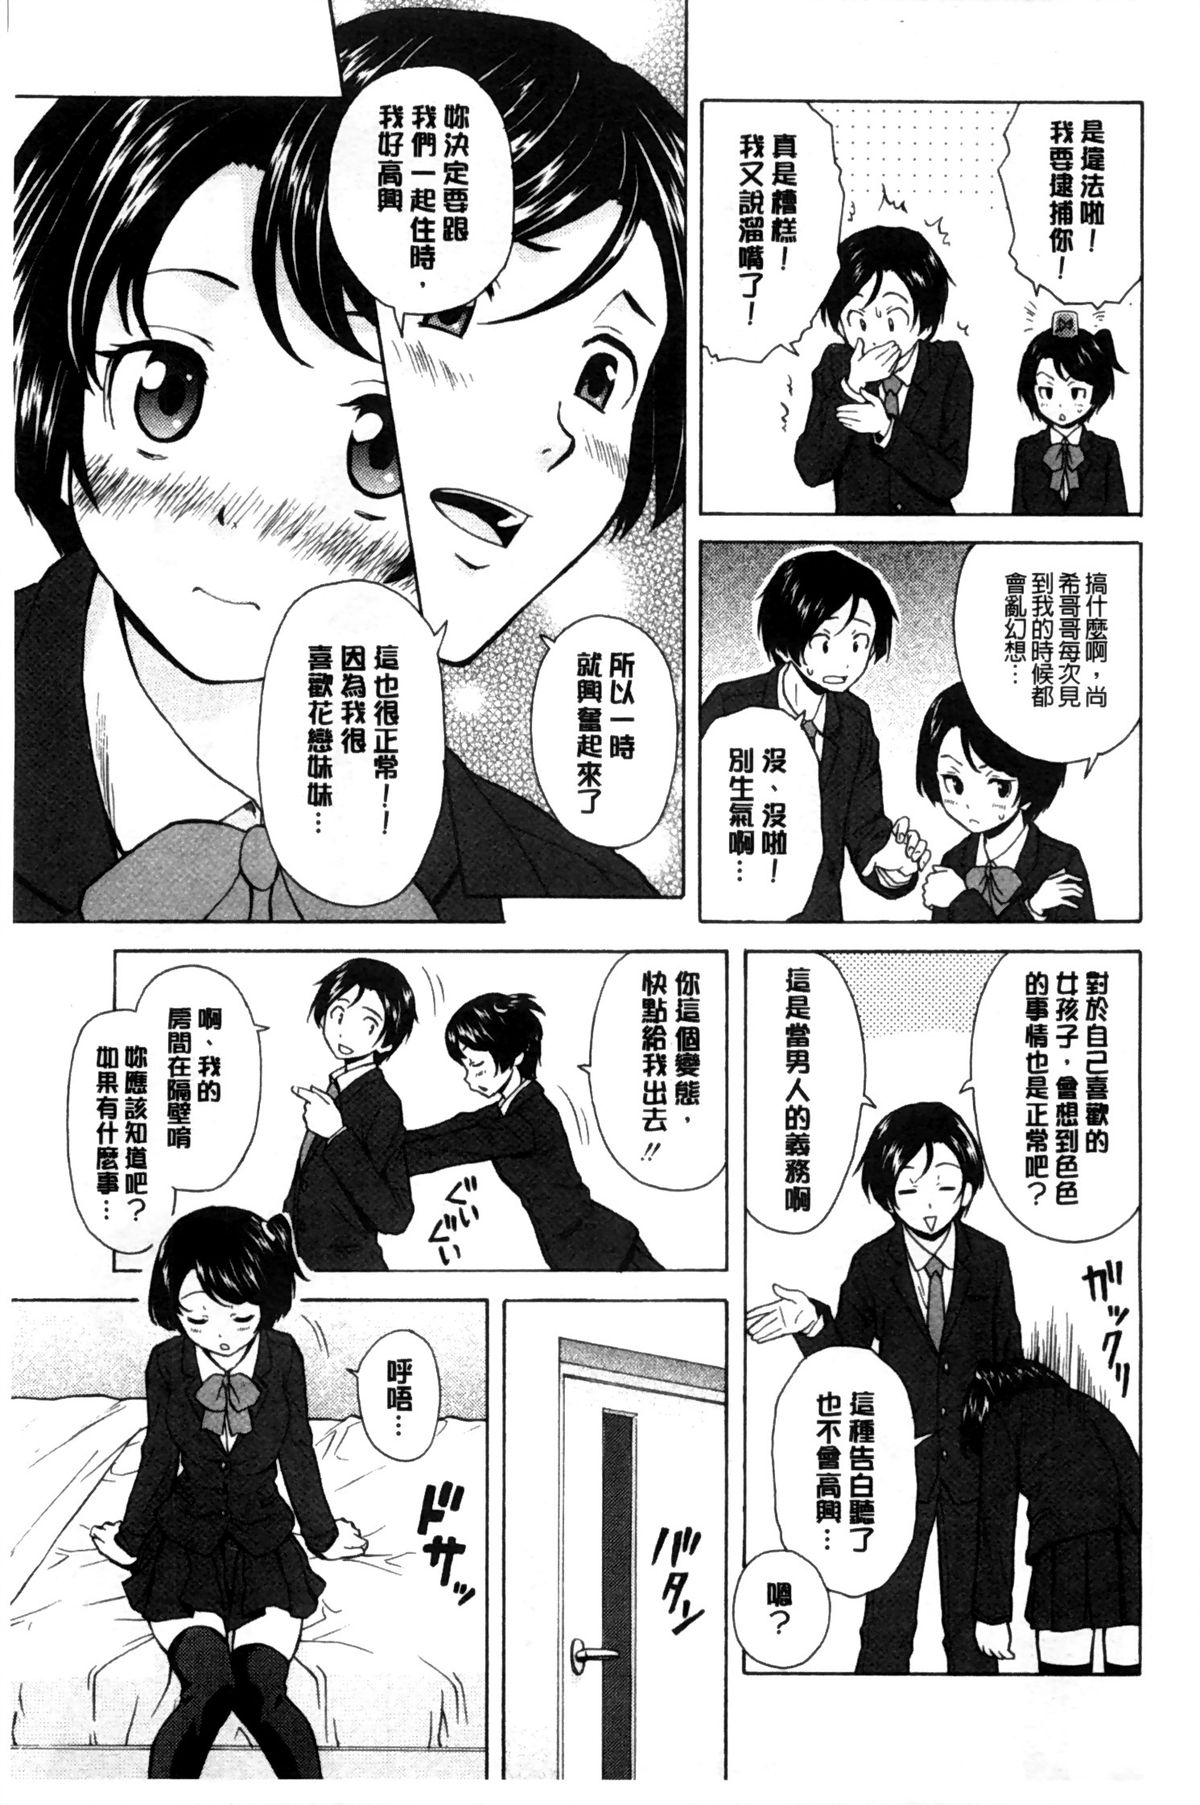 是違法啦！
我要逮捕你！
真是糟糕！
我又說溜嘴了！
搞什麼啊，尚
希哥哥每次見
到我的時候都
會亂幻想…
沒、沒啦！
別生氣啊…
妳決定要跟
我們一起住時，
我好高興
所以一時
就興奮起來了
這也很正常！！
因為我很
喜歡花戀妹妹…
對於自己喜歡的
女孩子，會想到色色
的事情也是正常吧？
這是當男人的義務啊
ガックリ
這種告白聽了
也不會高興…
嗯？
你這個變態，
快點給我出去!!
ぐいぐい
啊、我的
房間在隔壁唷
妳應該知道吧？
如果有什麼事…
バタン
呼唔…
ドサッ